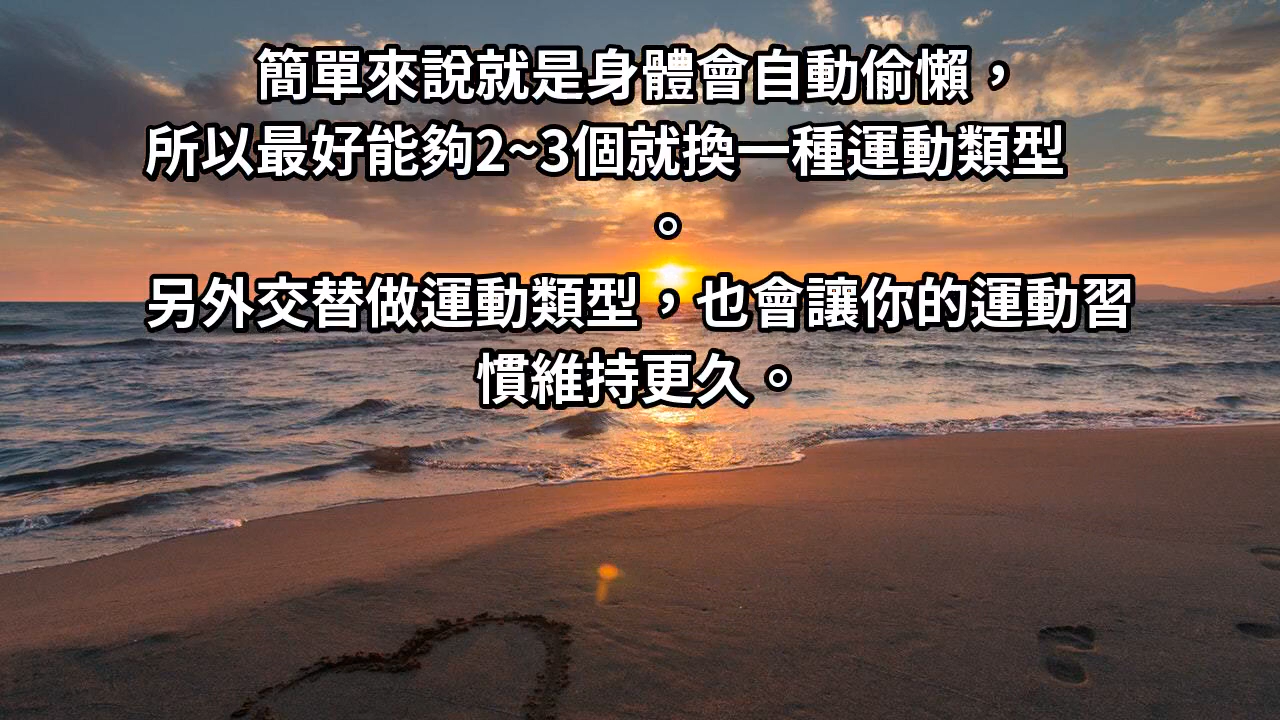 簡單來說就是身體會自動偷懶，
所以最好能夠2~3個就換一種運動類型
。
另外交替做運動類型，也會讓你的運動習
慣維持更久。